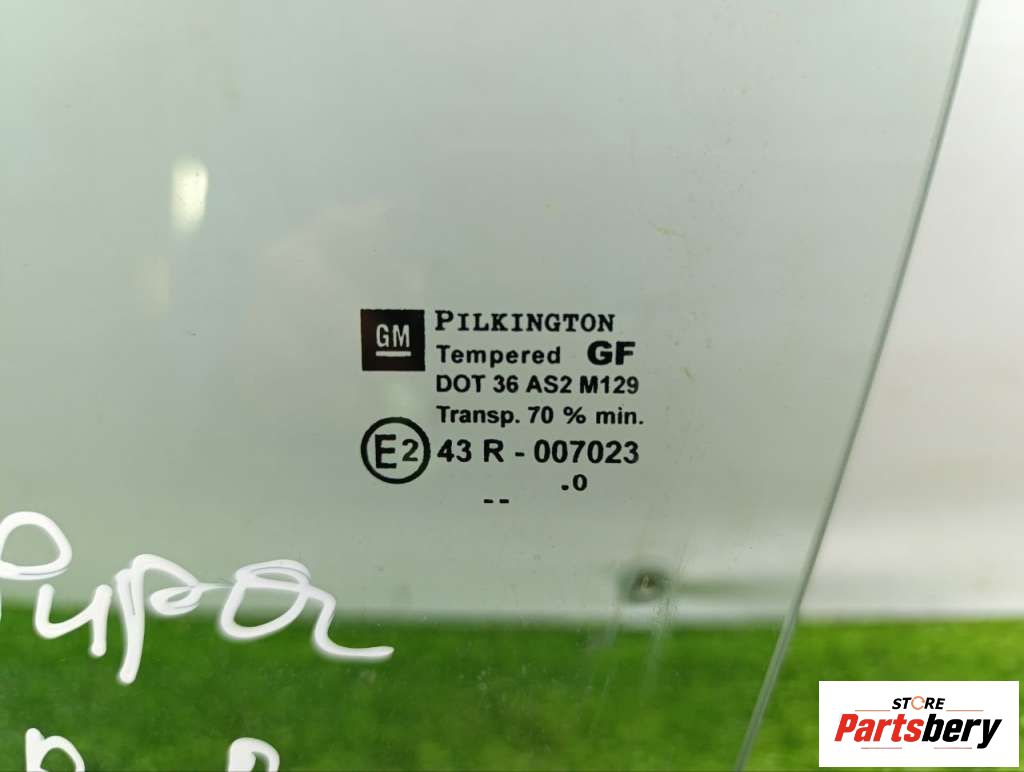 GM PILKINGTON
Tempered GF
DOT 36 AS2 M129
Transp. 70 % min.
E2 43 R - 007023
.0
--
STORE
Partsbery